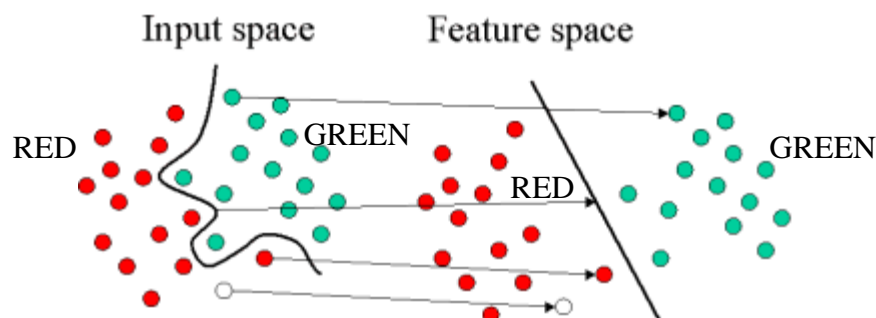 Input space
Feature space
RED
GREEN
RED
GREEN